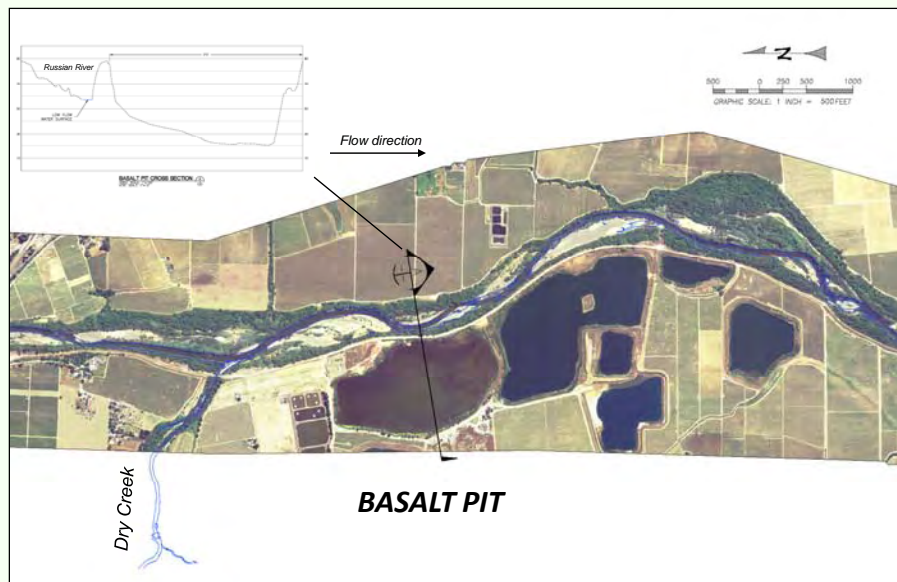 Russian River
LOW FLOW
WATER SURFACE
BASALT PIT CROSS SECTION
Flow direction
N
500 0 250 500 1000
GRAPHIC SCALE: 1 INCH = 500 FEET
Dry Creek
BASALT PIT